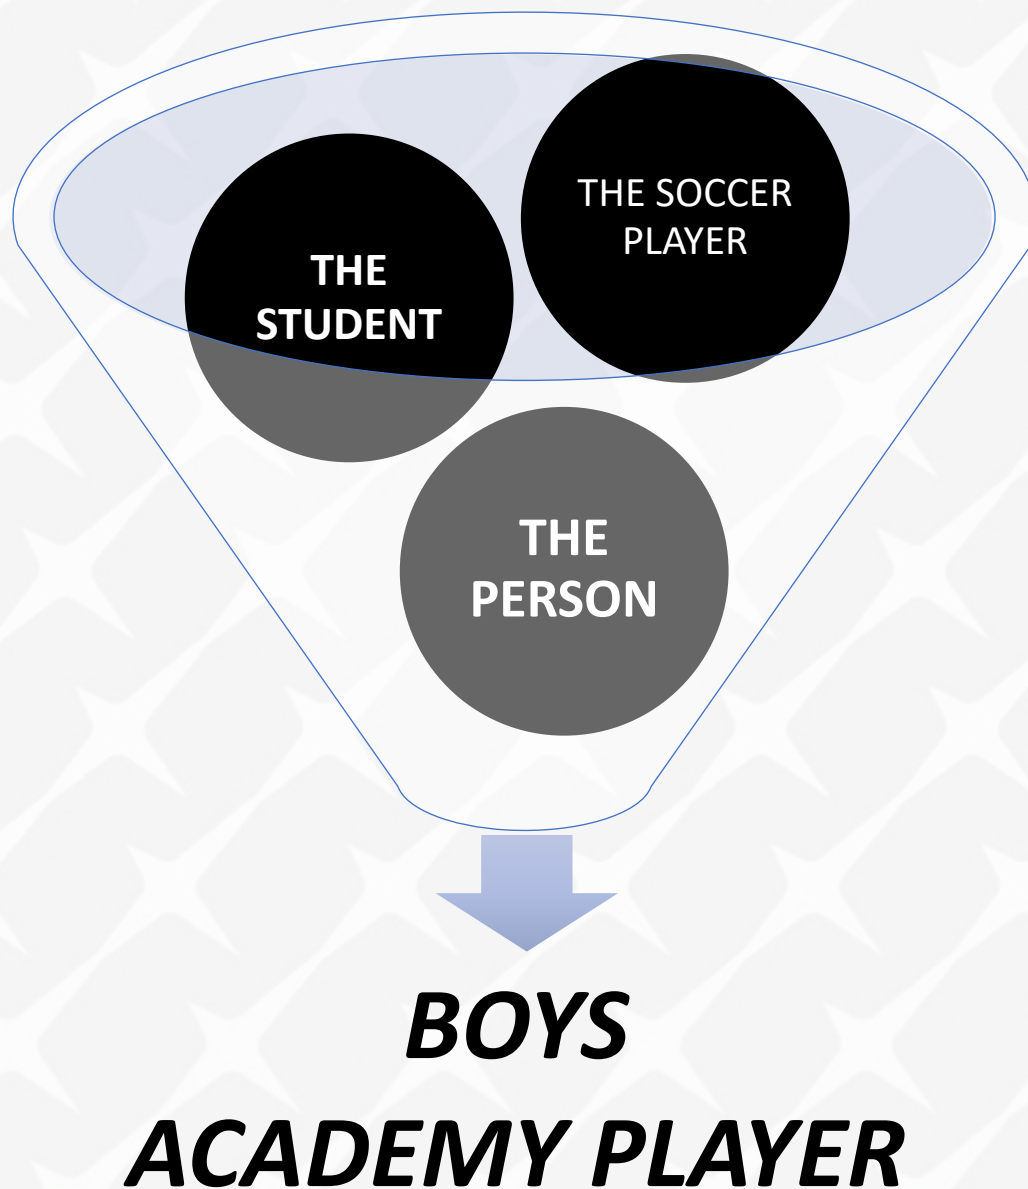 THE SOCCER
PLAYER
THE
STUDENT
THE
PERSON
BOYS
ACADEMY PLAYER